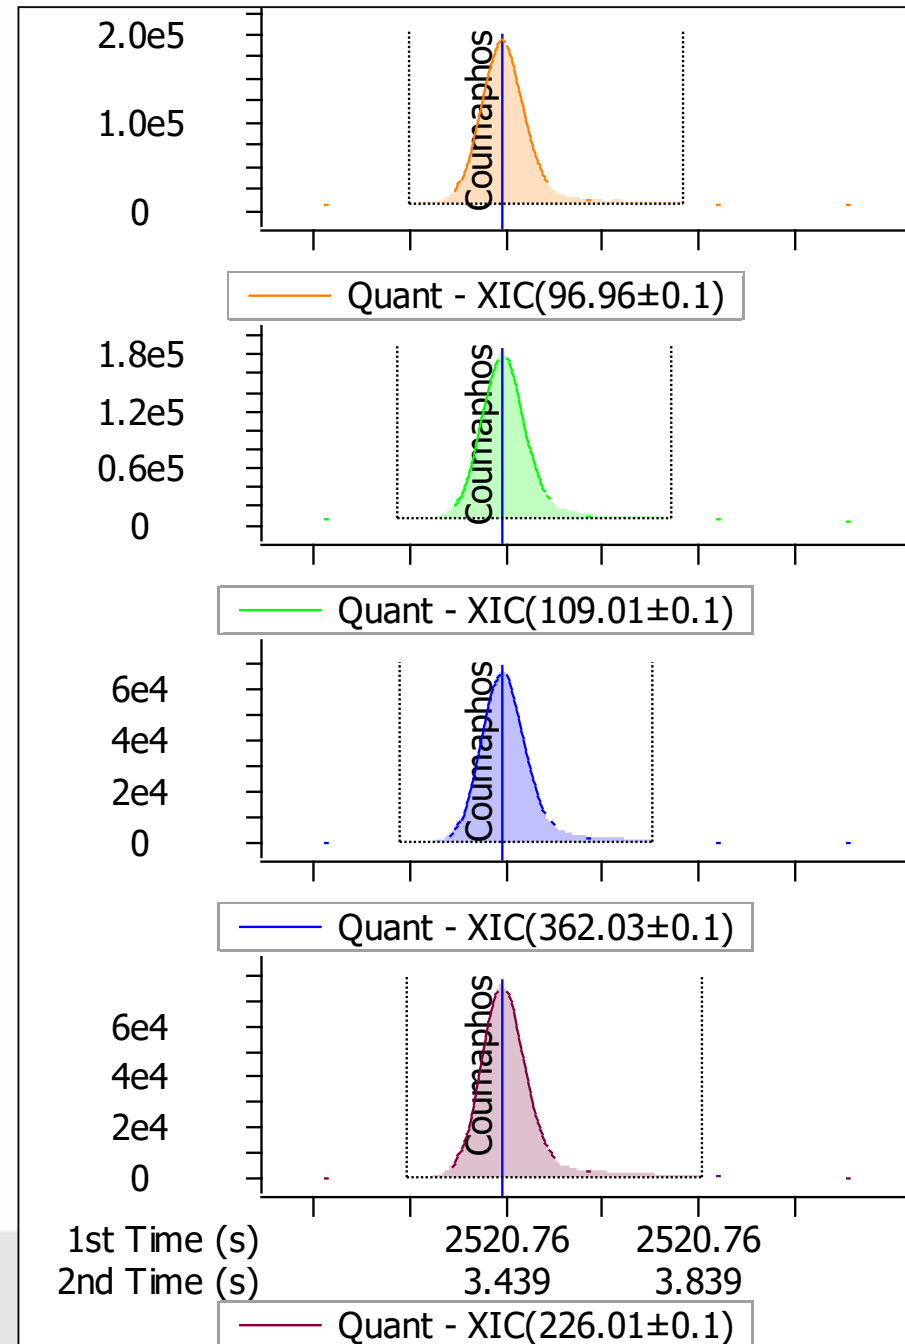 2.0e5
1.0e5
0
Coumaphos
Quant - XIC(96.96±0.1)
1.8e5
1.2e5
0.6e5
0
Coumaphos
Quant - XIC(109.01±0.1)
6e4
4e4
2e4
0
Coumaphos
Quant - XIC(362.03±0.1)
6e4
4e4
2e4
0
Coumaphos
1st Time (s) 2520.76 2520.76
2nd Time (s) 3.439 3.839
Quant - XIC(226.01±0.1)